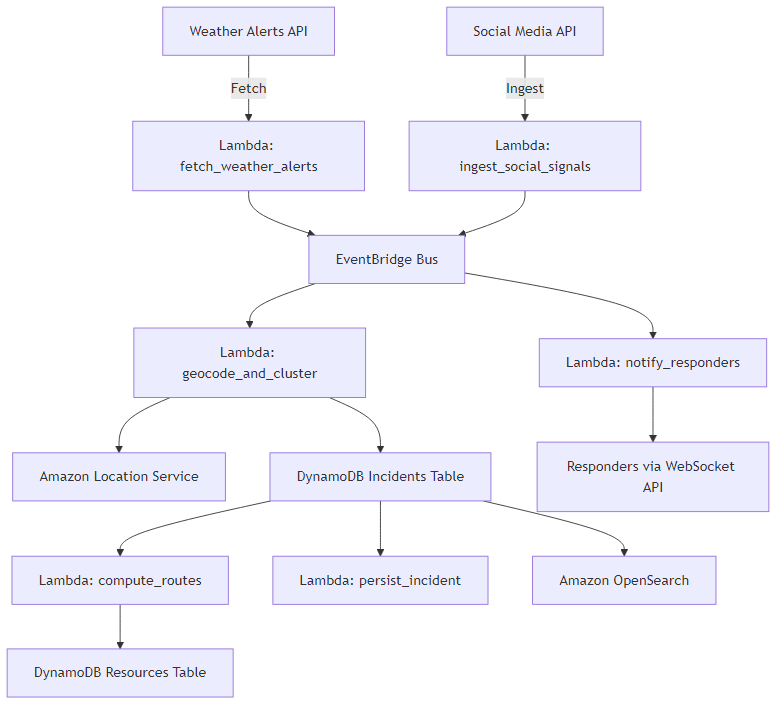 Weather Alerts API
Social Media API
Fetch
Ingest
Lambda:
fetch_weather_alerts
Lambda:
ingest_social_signals
EventBridge Bus
Lambda:
geocode_and_cluster
Lambda: notify_responders
Amazon Location Service
DynamoDB Incidents Table
Responders via WebSocket
API
Lambda: compute_routes
Lambda: persist_incident
Amazon OpenSearch
DynamoDB Resources Table